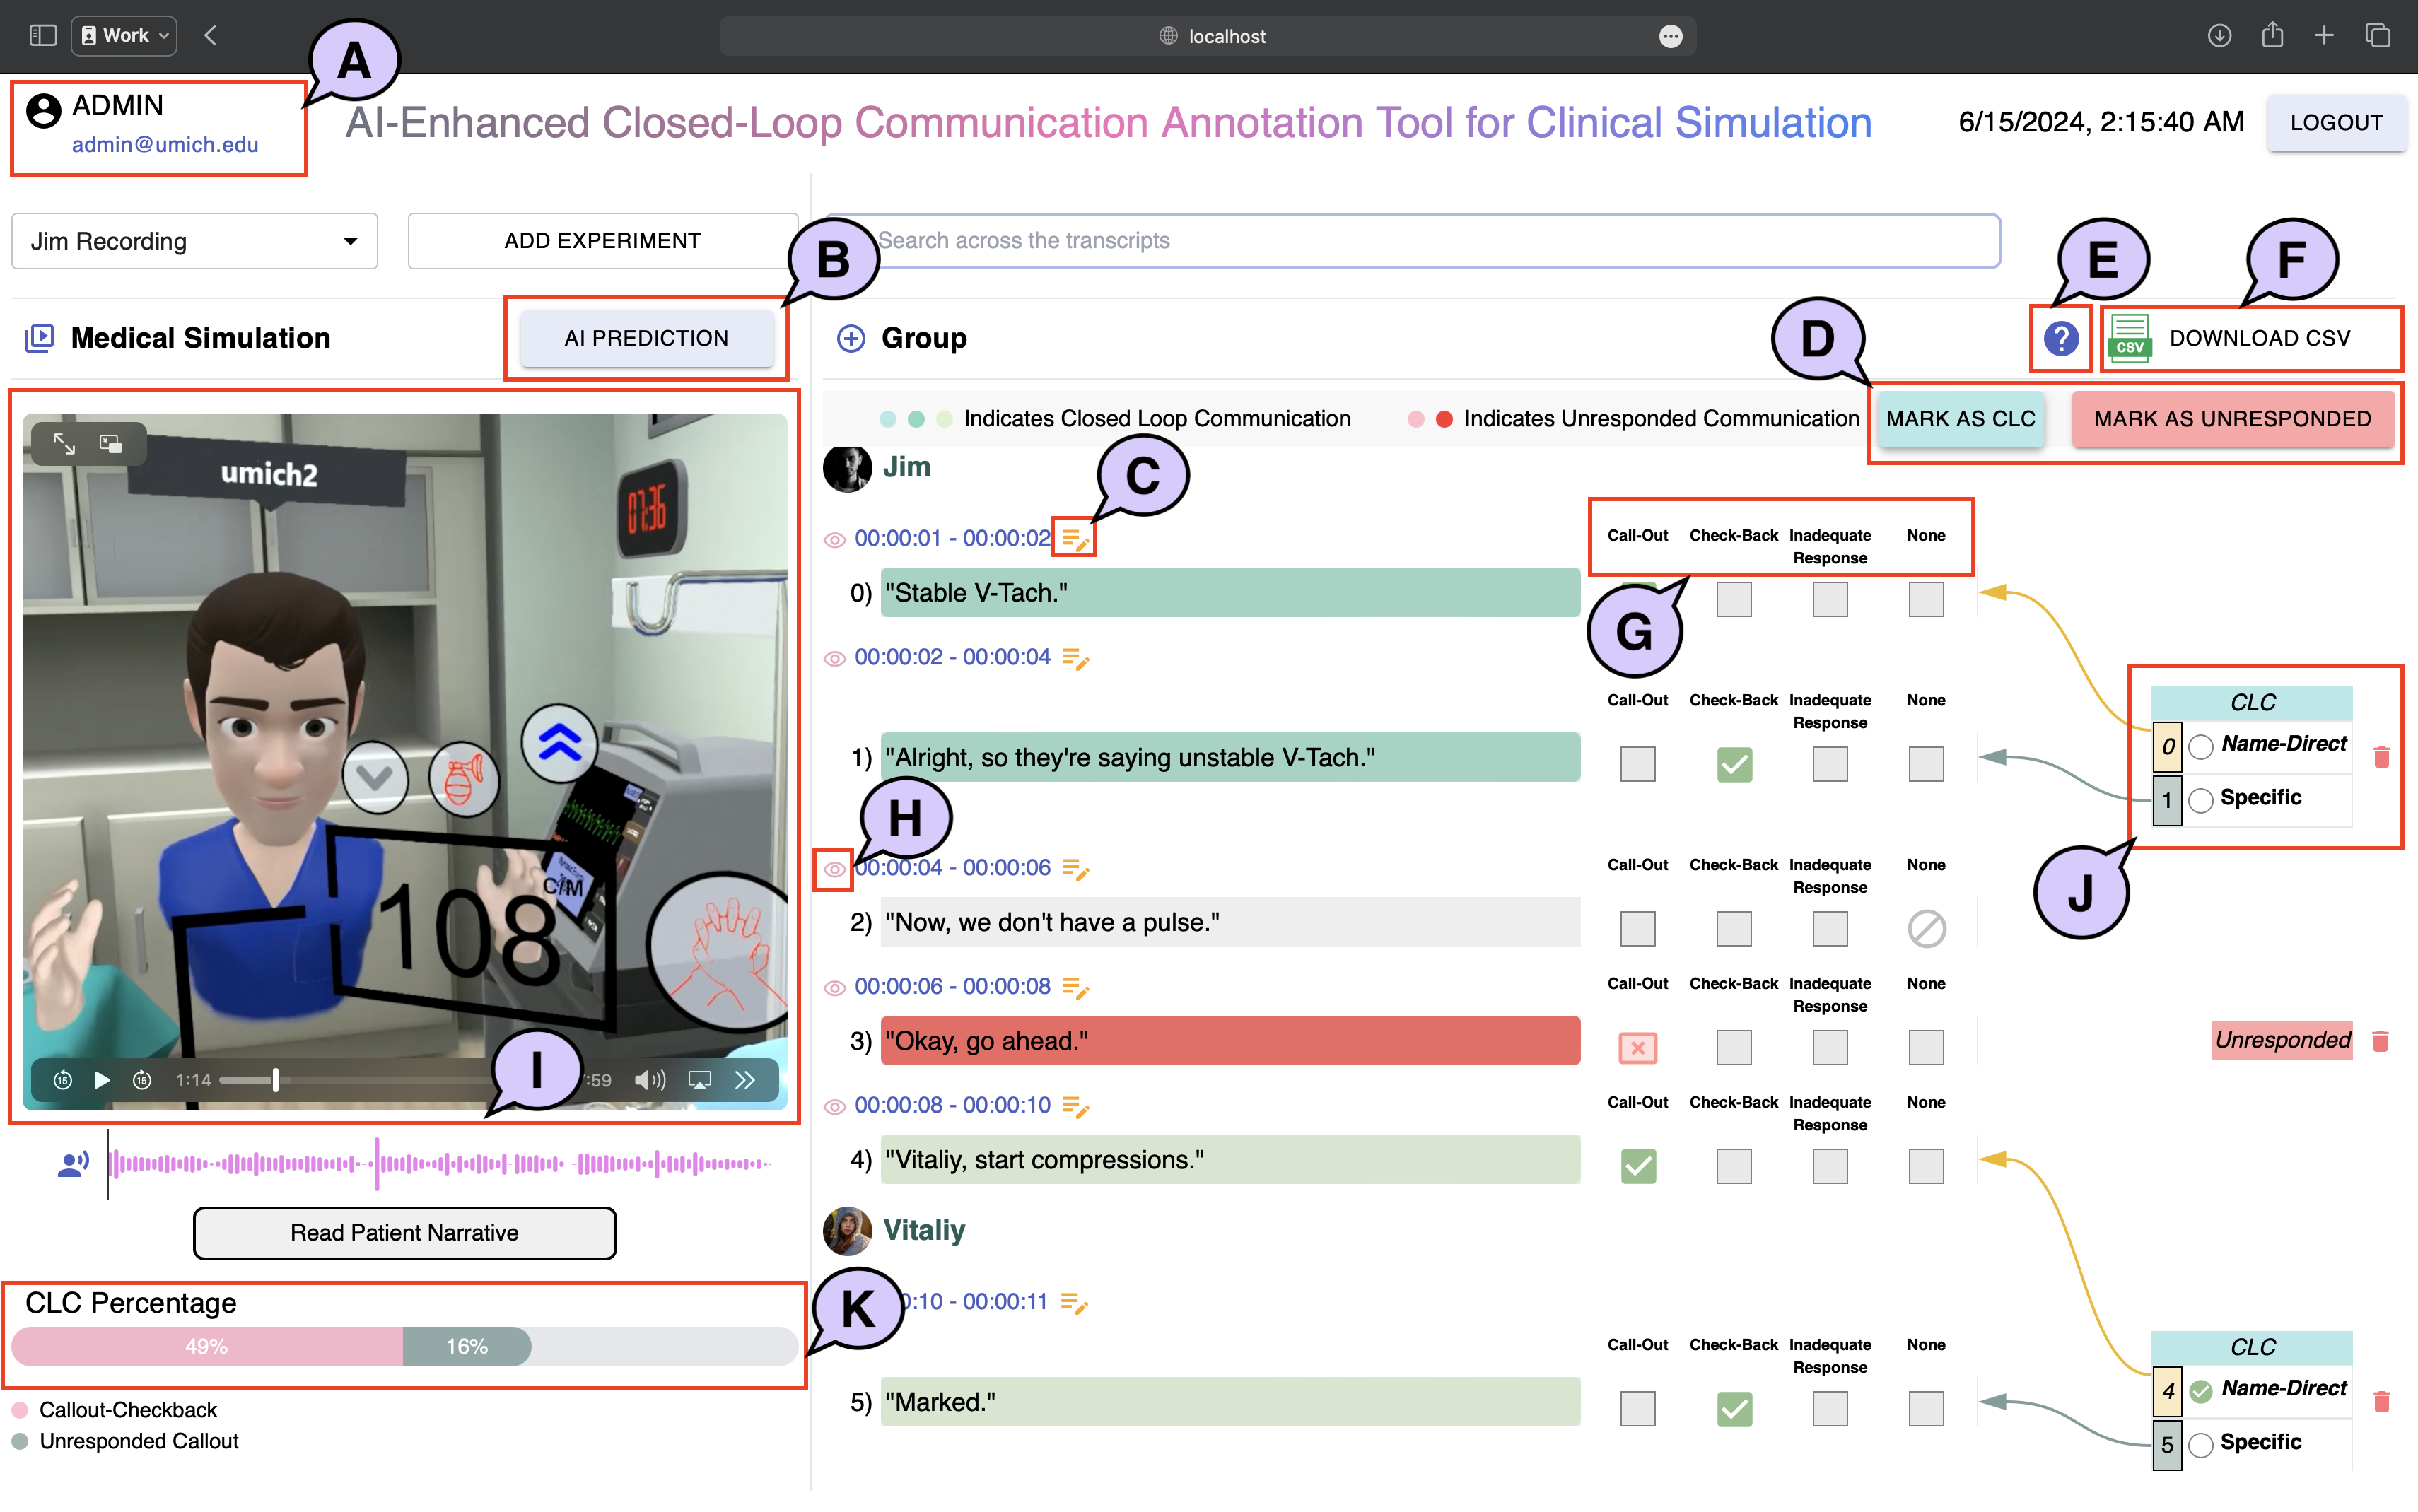 Work
localhost
A
ADMIN
admin@umich.edu
AI-Enhanced Closed-Loop Communication Annotation Tool for Clinical Simulation
6/15/2024, 2:15:40 AM
LOGOUT
Jim Recording
ADD EXPERIMENT
B
Search across the transcripts
E
F
Medical Simulation
AI PREDICTION
Group
D
?
CSV
DOWNLOAD CSV
Indicates Closed Loop Communication
Indicates Unresponded Communication
MARK AS CLC
MARK AS UNRESPONDED
umich2
07:36
108
15
15
1:14
:59
I
Jim
C
00:00:01 - 00:00:02
Call-Out Check-Back Inadequate Response None
0) "Stable V-Tach."
G
00:00:02 - 00:00:04
Call-Out Check-Back Inadequate Response None
1) "Alright, so they're saying unstable V-Tach."
CLC
0 Name-Direct
1 Specific
H
J
00:00:04 - 00:00:06
Call-Out Check-Back Inadequate Response None
2) "Now, we don't have a pulse."
00:00:06 - 00:00:08
Call-Out Check-Back Inadequate Response None
3) "Okay, go ahead."
Unresponded
00:00:08 - 00:00:10
Call-Out Check-Back Inadequate Response None
4) "Vitaliy, start compressions."
Vitaliy
K
0:10 - 00:00:11
Call-Out Check-Back Inadequate Response None
5) "Marked."
CLC
4 Name-Direct
5 Specific
Read Patient Narrative
CLC Percentage
49%
16%
Callout-Checkback
Unresponded Callout